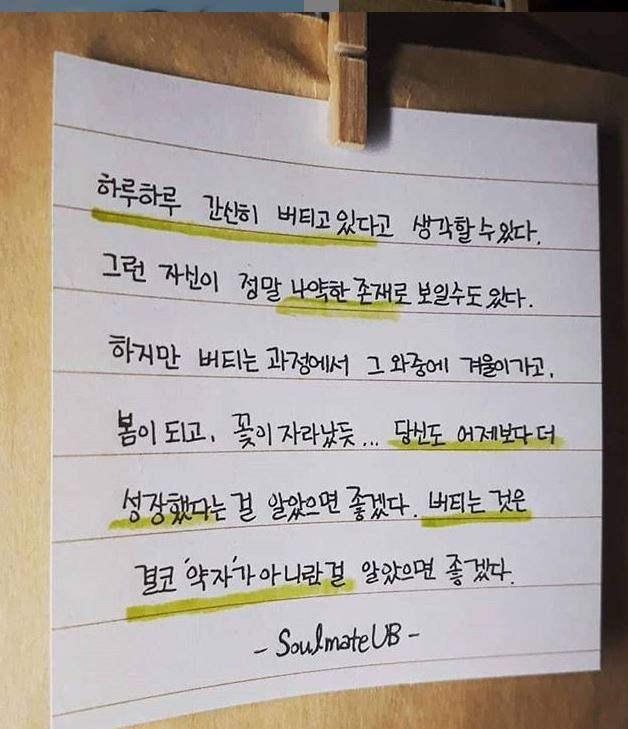 하루하루 간신히 버티고 있다고 생각할 수 있다.
그런 자신이 정말 나약한 존재로 보일수도 있다.
하지만 버티는 과정에서 그 와중에 겨울이 가고,
봄이 되고, 꽃이 자라났듯... 당신도 어제보다 더
성장했다는 걸 알았으면 좋겠다. 버티는 것은
결코 '약자'가 아니란걸 알았으면 좋겠다.
- SoulmateUB -